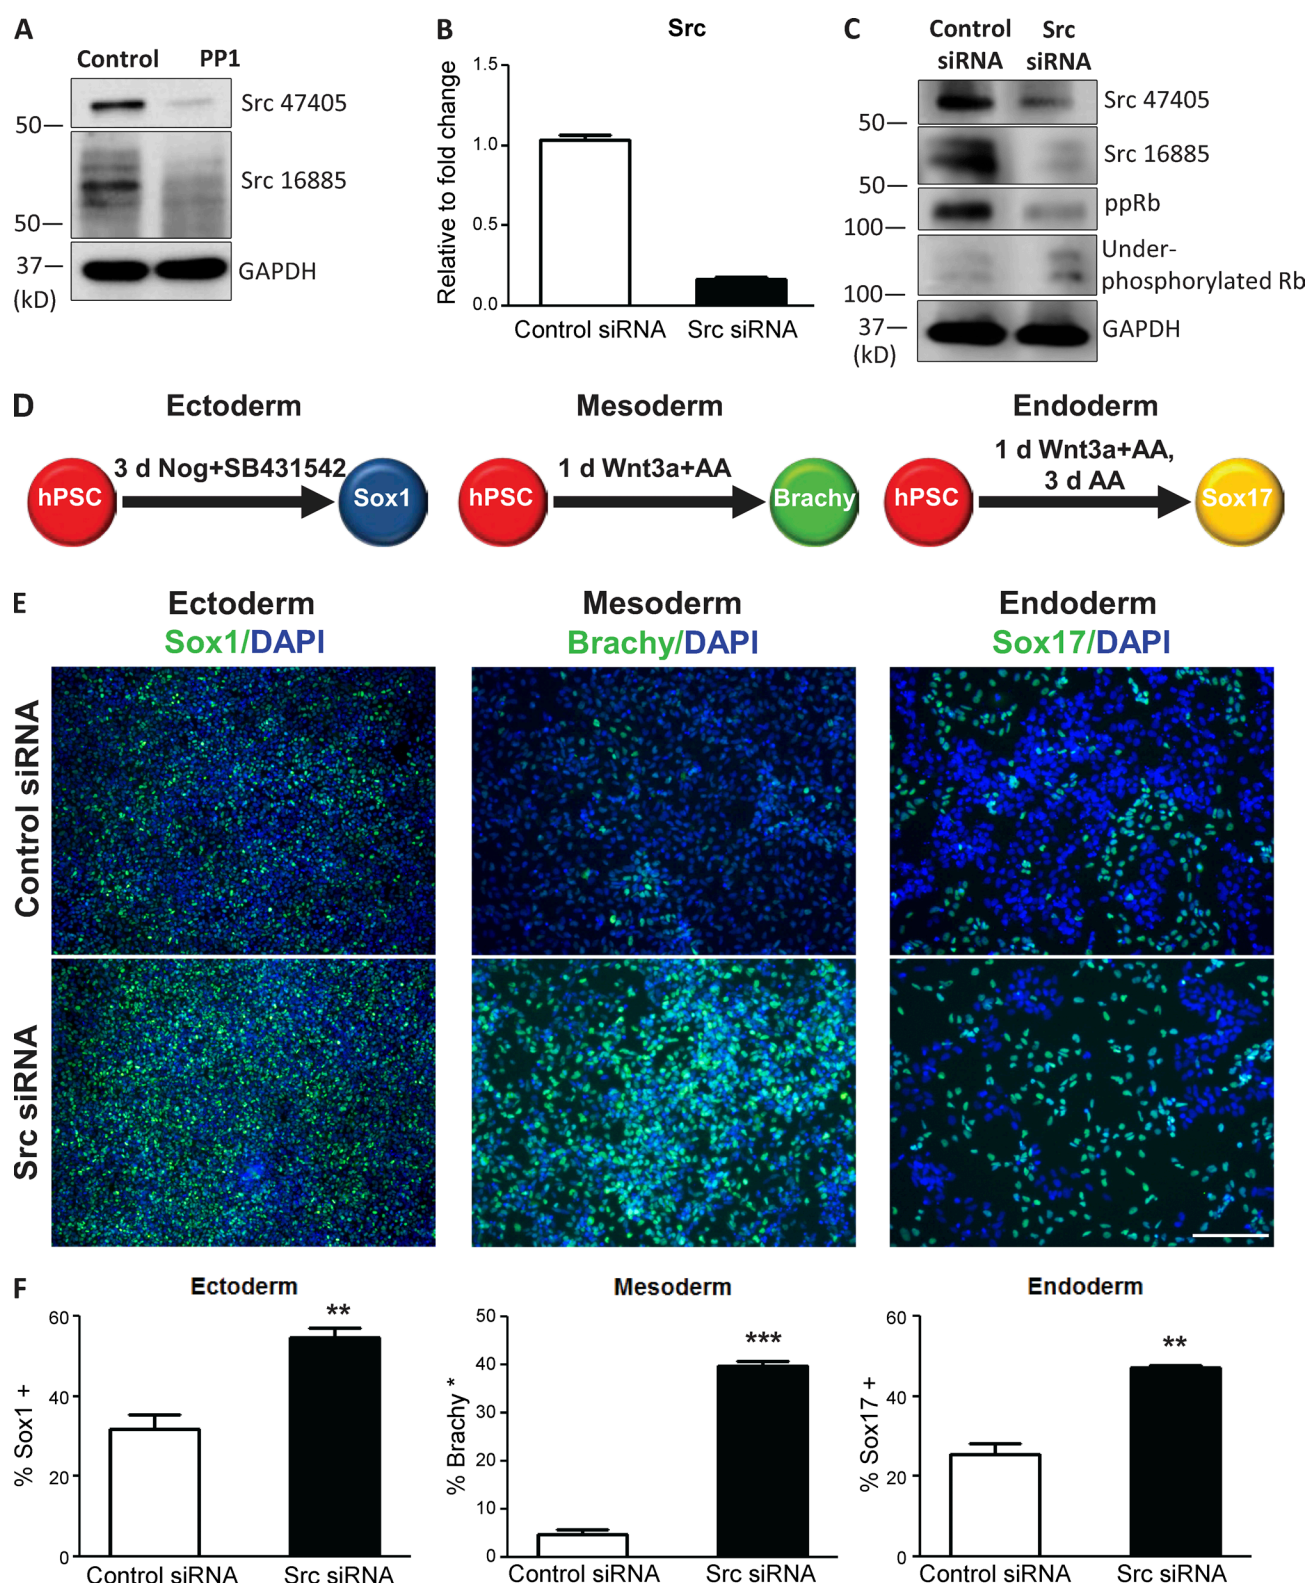 A
Control PP1
Src 47405
50—
Src 16885
50—
37—
GAPDH
(kD)
B
Src
Relative to fold change
1.5
1.0
0.5
0.0
Control siRNA Src siRNA
C
Control Src
siRNA siRNA
Src 47405
50—
Src 16885
50—
ppRb
100—
Under-
phosphorylated Rb
100—
37—
GAPDH
(kD)
D
Ectoderm
hPSC
3 d Nog+SB431542
Sox1
Mesoderm
hPSC
1 d Wnt3a+AA
Brachy
Endoderm
hPSC
1 d Wnt3a+AA,
3 d AA
Sox17
E
Ectoderm
Sox1/DAPI
Mesoderm
Brachy/DAPI
Endoderm
Sox17/DAPI
Control siRNA
Src siRNA
F
Ectoderm
% Sox1 +
60
40
20
0
**
Control siRNA Src siRNA
Mesoderm
% Brachy *
50
40
30
20
10
0
***
Control siRNA Src siRNA
Endoderm
% Sox17 +
60
40
20
0
**
Control siRNA Src siRNA